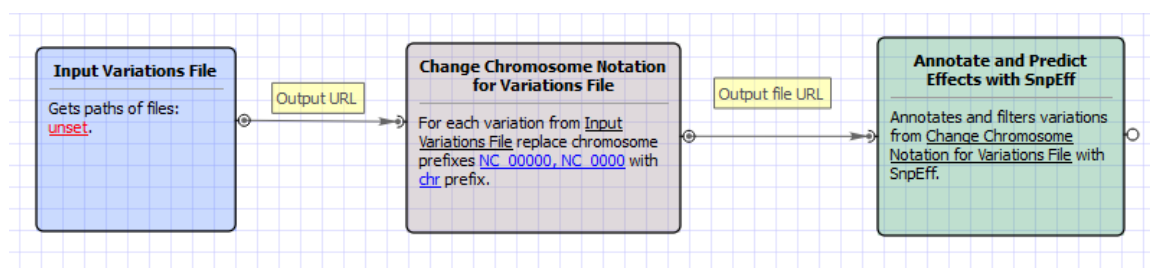 Input Variations File
Gets paths of files:
unset.
Output URL
Change Chromosome Notation
for Variations File
For each variation from Input
Variations File replace chromosome
prefixes NC_00000, NC_0000 with
chr prefix.
Output file URL
Annotate and Predict
Effects with SnpEff
Annotates and filters variations
from Change Chromosome
Notation for Variations File with
SnpEff.